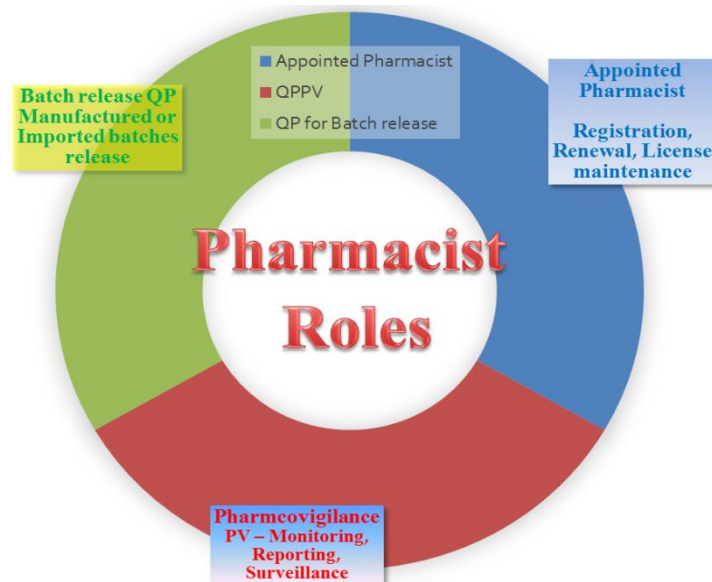 Appointed Pharmacist
QPPV
QP for Batch release
Batch release QP
Manufactured or
Imported batches
release
Appointed
Pharmacist
Registration,
Renewal, License
maintenance
Pharmacist
Roles
Pharmcovigilance
PV – Monitoring,
Reporting,
Surveillance